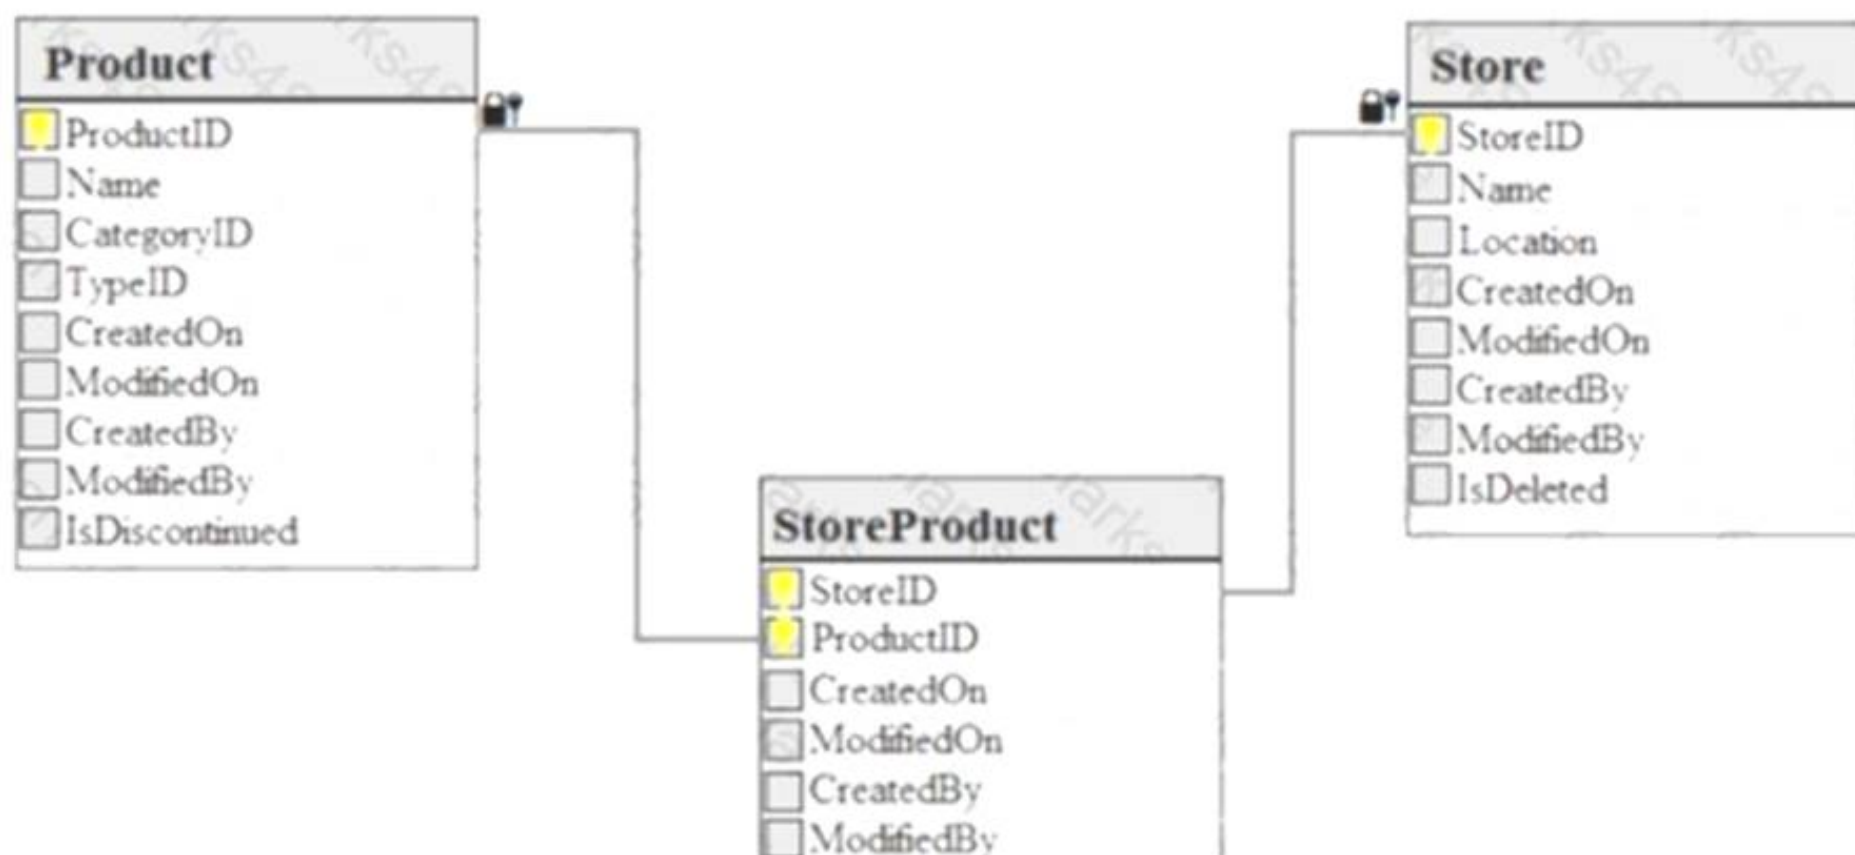 Product
ProductID
Name
CategoryID
TypeID
CreatedOn
ModifiedOn
CreatedBy
ModifiedBy
IsDiscontinued
Store
StoreID
Name
Location
CreatedOn
ModifiedOn
CreatedBy
ModifiedBy
IsDeleted
StoreProduct
StoreID
ProductID
CreatedOn
ModifiedOn
CreatedBy
ModifiedBy